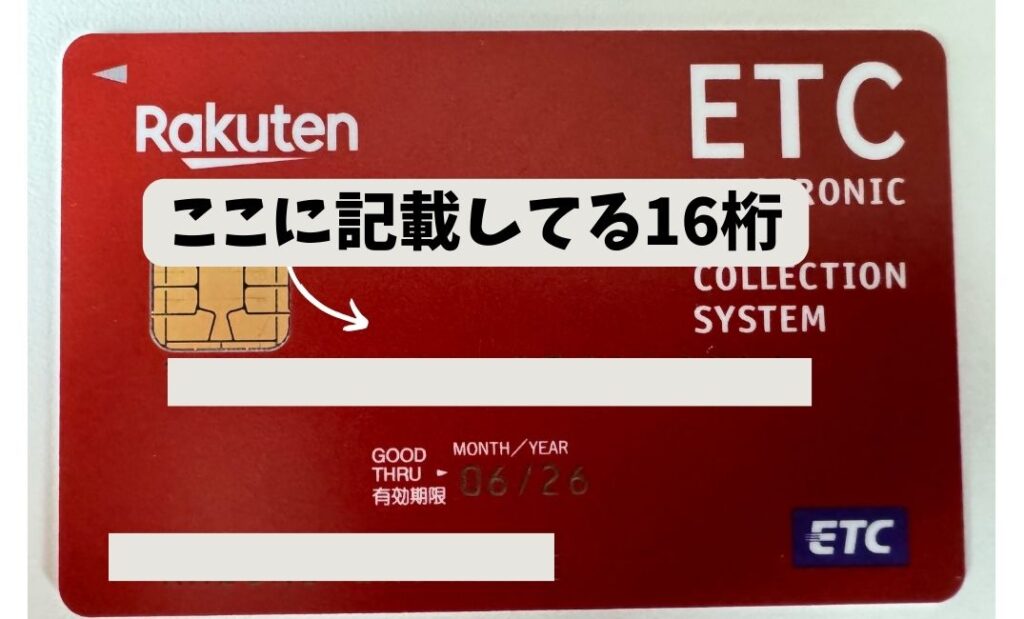 Rakuten
ETC
RONIC
ここに記載してる16桁
COLLECTION
SYSTEM
GOOD
THRU
有効期限
MONTH/YEAR
06/26
ETC